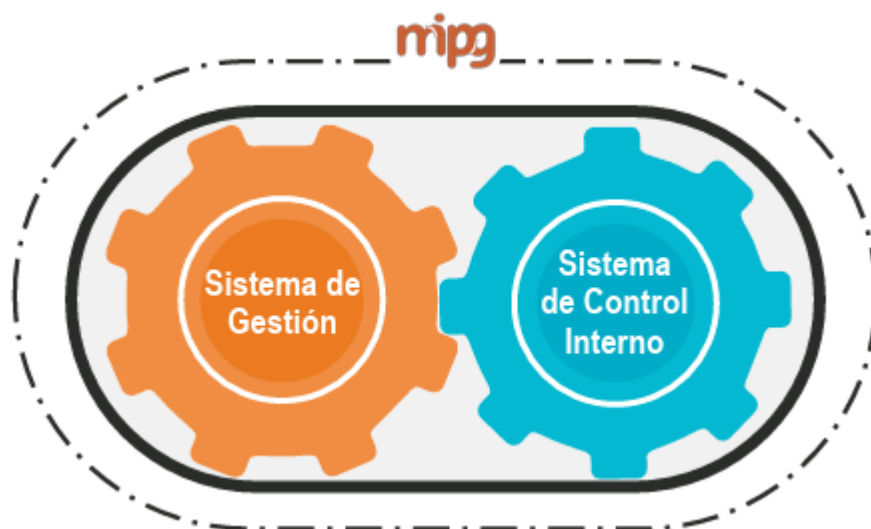 mipg
Sistema de
Gestión
Sistema
de Control
Interno